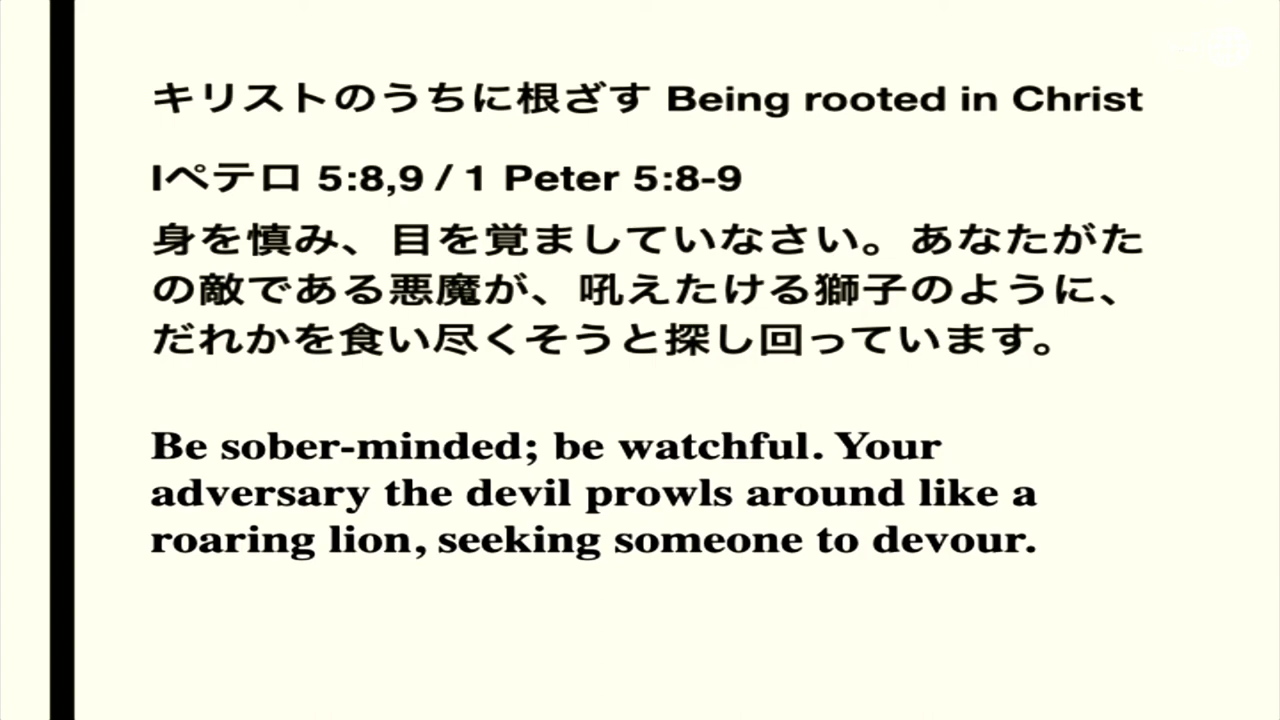 キリストのうちに根ざす Being rooted in Christ
Iペテロ 5:8,9 / 1 Peter 5:8-9
身を慎み、目を覚ましていなさい。あなたがた
の敵である悪魔が、吼えたける獅子のように、
だれかを食い尽くそうと探し回っています。
Be sober-minded; be watchful. Your
adversary the devil prowls around like a
roaring lion, seeking someone to devour.